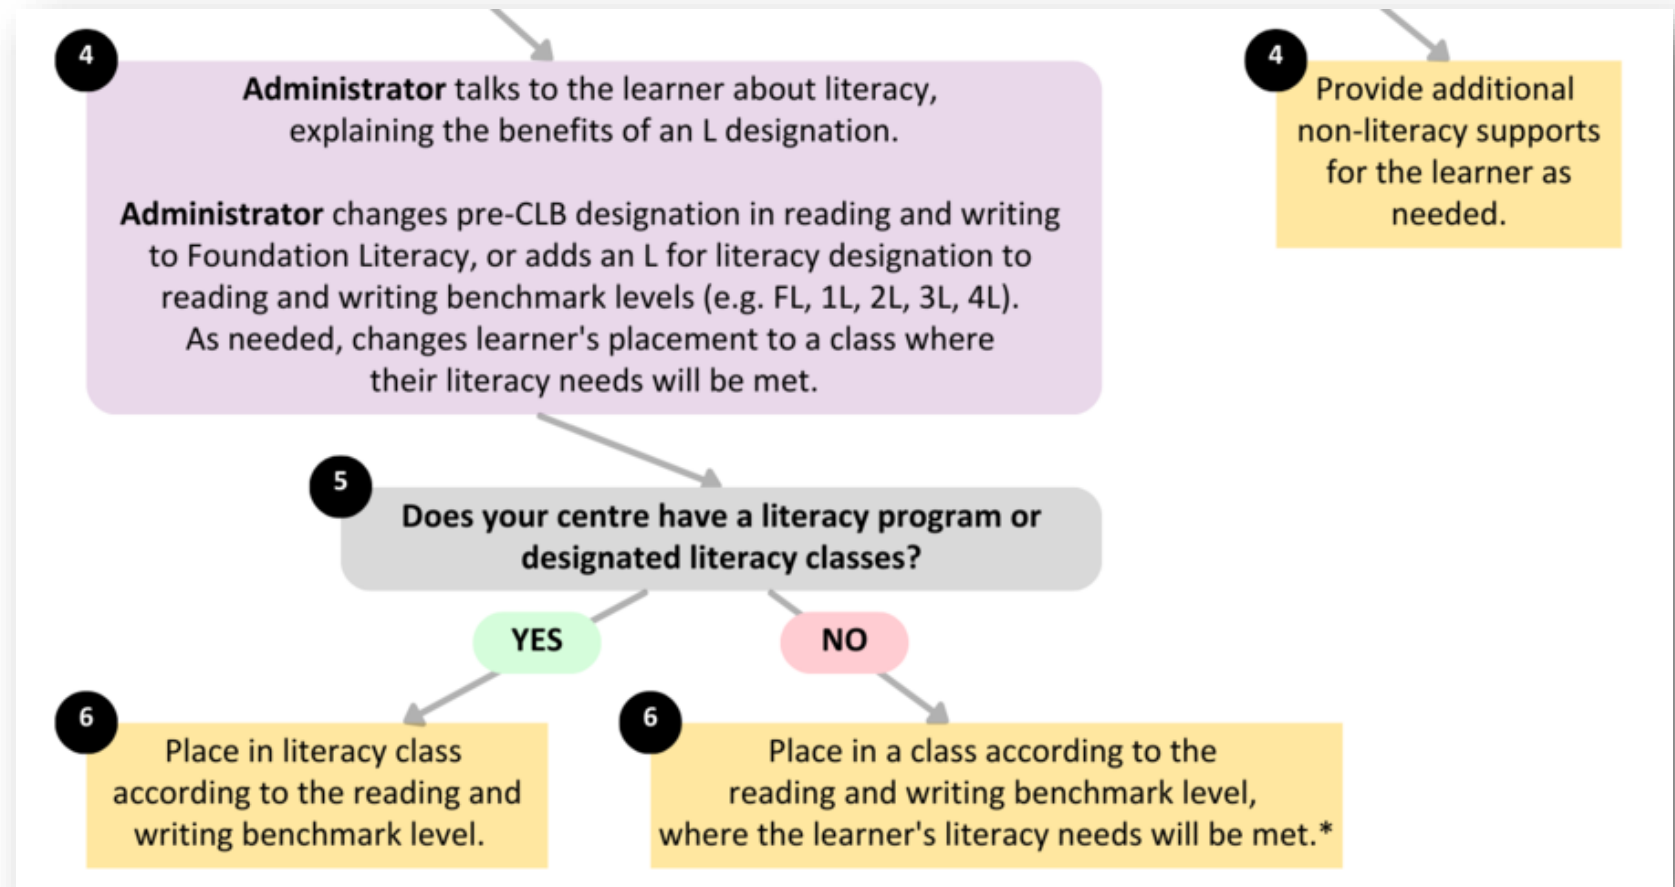 4
Administrator talks to the learner about literacy,
explaining the benefits of an L designation.
Administrator changes pre-CLB designation in reading and writing
to Foundation Literacy, or adds an L for literacy designation to
reading and writing benchmark levels (e.g. FL, 1L, 2L, 3L, 4L).
As needed, changes learner's placement to a class where
their literacy needs will be met.
4
Provide additional
non-literacy supports
for the learner as
needed.
5
Does your centre have a literacy program or
designated literacy classes?
YES
NO
6
Place in literacy class
according to the reading and
writing benchmark level.
6
Place in a class according to the
reading and writing benchmark level,
where the learner's literacy needs will be met.*